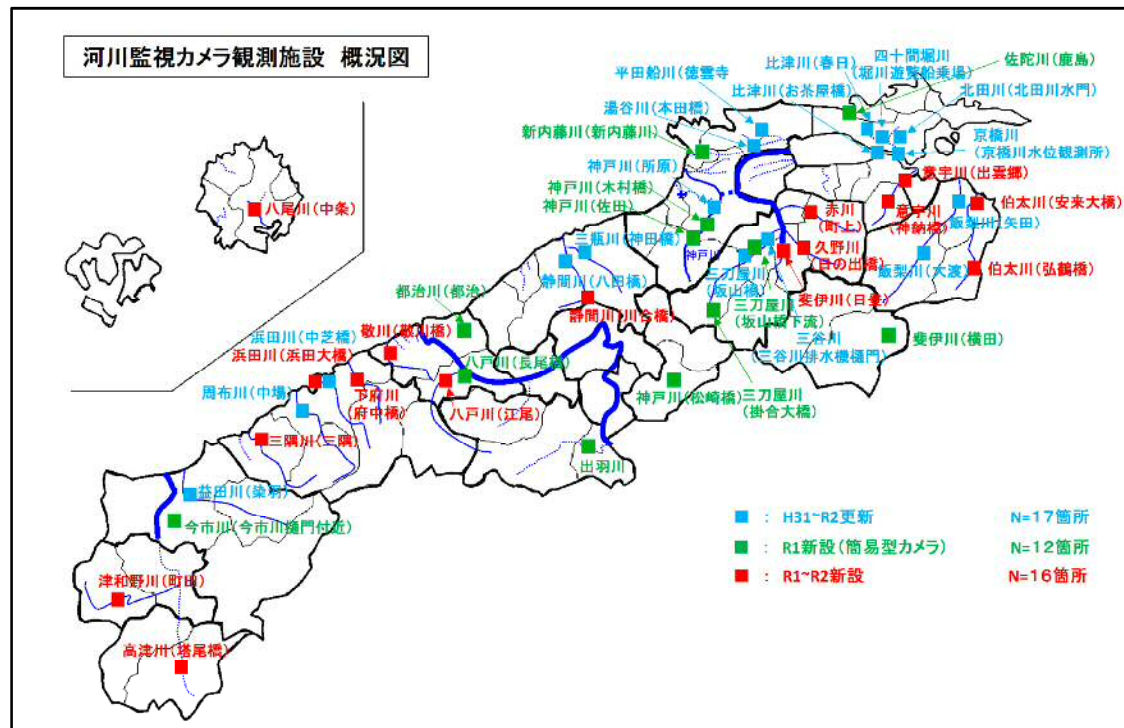 河川監視カメラ観測施設 概況図
四十間堀川
(堀川遊覧船乗場)
比津川(春日)
佐陀川(鹿島)
平田船川(徳雲寺)
比津川(お茶屋橋)
北田川(北田川水門)
湯谷川(木田橋)
新内藤川(新内藤川)
京橋川
(京橋川水位観測所)
神戸川(所原)
意宇川(出雲郷)
神戸川(木村橋)
神戸川(佐田)
八尾川(中条)
赤川
(町上)
意宇川
(神納橋)
伯太川(安来大橋)
飯梨川(矢田)
三瓶川(神田橋)
神戸川
久野川
(日の出橋)
静間川(八日橋)
三刀屋川
飯梨川(大渡)
伯太川(弘鶴橋)
都治川(都治)
静間川(川合橋)
斐伊川(日登)
三刀屋川
(坂山橋下流)
浜田川(中芝橋)
敬川(敬川橋)
三谷川
(三谷川排水機樋門)
斐伊川(横田)
浜田川(浜田大橋)
八戸川(長尾橋)
周布川(中場)
下府川
(府中橋)
八戸川(江尾)
神戸川(松崎橋)
三刀屋川
(掛合大橋)
三隅川(三隅)
出羽川
益田川(染羽)
今市川(今市川樋門付近)
■ : H31~R2更新 N=17箇所
■ : R1新設(簡易型カメラ) N=12箇所
■ : R1~R2新設 N=16箇所
津和野川(町田)
高津川(塔尾橋)